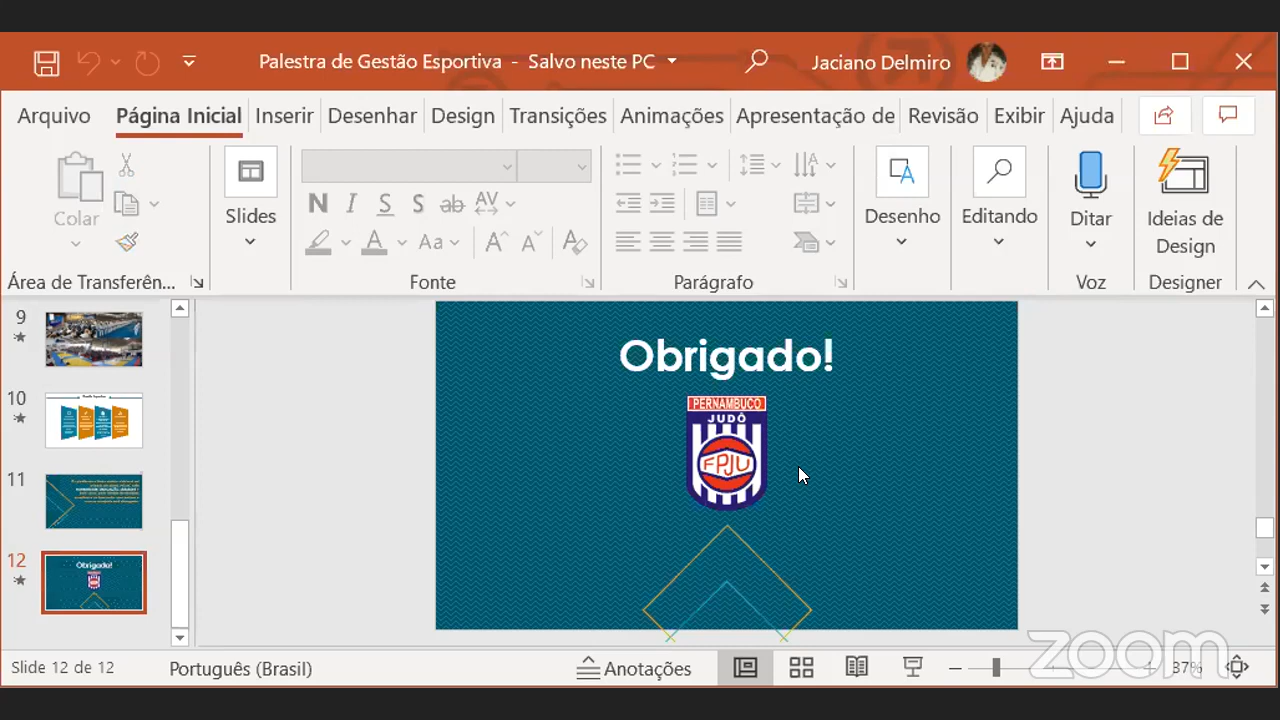 Palestra de Gestão Esportiva - Salvo neste PC
Jaciano Delmiro
Arquivo Página Inicial Inserir Desenhar Design Transições Animações Apresentação de Revisão Exibir Ajuda
Colar
Slides
N I S S ab AV
A Aa A A A
Desenho
Editando
Ditar
Ideias de
Design
Área de Transferên...
Fonte
Parágrafo
Voz
Designer
9
10
11
12
Obrigado!
Obrigado!
PERNAMBUCO
JUDÔ
FPJU
Slide 12 de 12
Português (Brasil)
Anotações
37%
zoom